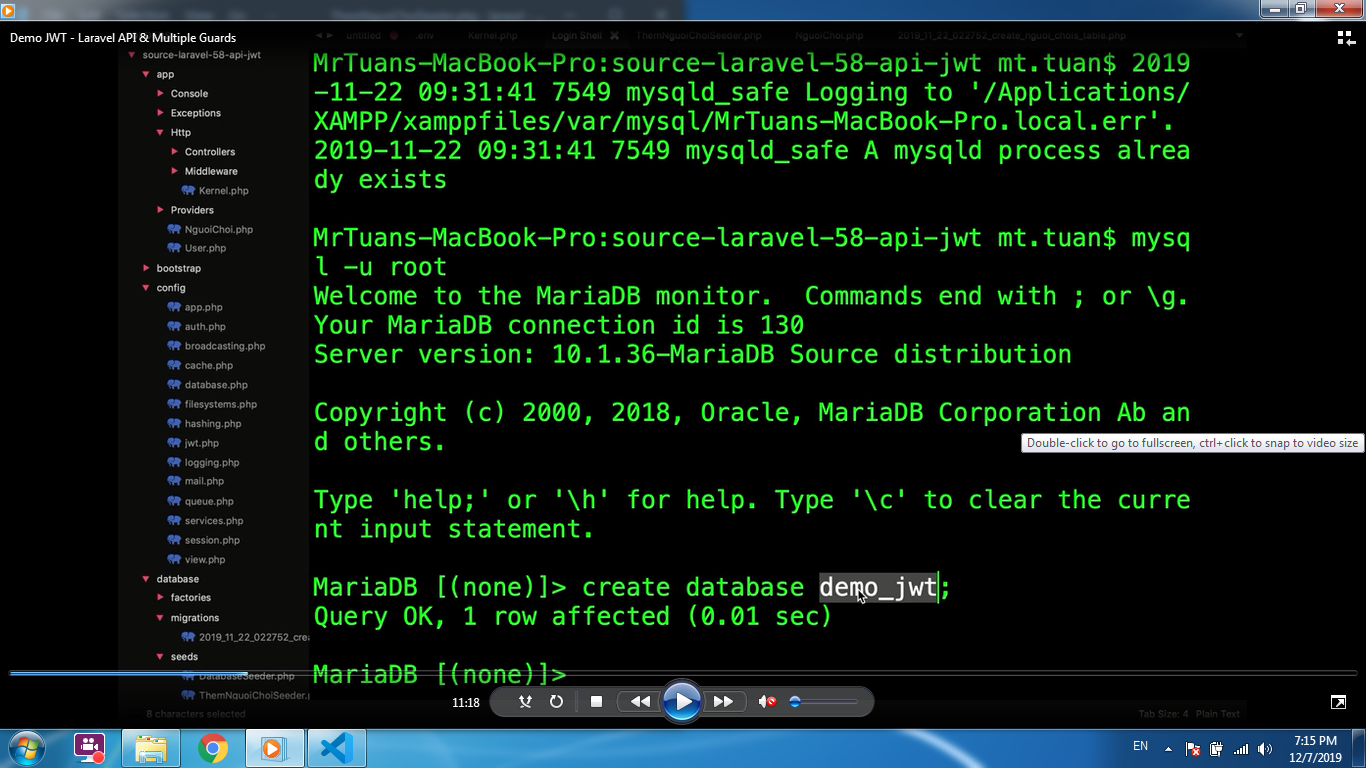 Demo JWT - Laravel API & Multiple Guards
untitled
.env
Kernel.php
Login Shell
ThemNguoiChoiSeeder.php
NguoiChoi.php
2019_11_22_022752_create_nguoi_chois_table.php
source-laravel-58-api-jwt
app
Console
Exceptions
Http
Controllers
Middleware
Kernel.php
Providers
NguoiChoi.php
User.php
bootstrap
config
app.php
auth.php
broadcasting.php
cache.php
database.php
filesystems.php
hashing.php
jwt.php
logging.php
mail.php
queue.php
services.php
session.php
view.php
database
factories
migrations
2019_11_22_022752_crea
seeds
DatabaseSeeder.php
ThemNguoiChoiSeeder.p
8 characters selected
MrTuans-MacBook-Pro:source-laravel-58-api-jwt mt.tuan$ 2019
-11-22 09:31:41 7549 mysqld_safe Logging to '/Applications/
XAMPP/xamppfiles/var/mysql/MrTuans-MacBook-Pro.local.err'.
2019-11-22 09:31:41 7549 mysqld_safe A mysqld process alrea
dy exists
MrTuans-MacBook-Pro:source-laravel-58-api-jwt mt.tuan$ mysq
l -u root
Welcome to the MariaDB monitor.  Commands end with ; or \g.
Your MariaDB connection id is 130
Server version: 10.1.36-MariaDB Source distribution
Copyright (c) 2000, 2018, Oracle, MariaDB Corporation Ab an
d others.
Type 'help;' or '\h' for help. Type '\c' to clear the curre
nt input statement.
MariaDB [(none)]> create database demo_jwt;
Query OK, 1 row affected (0.01 sec)
MariaDB [(none)]>
Double-click to go to fullscreen, ctrl+click to snap to video size
11:18
Tab Size: 4
Plain Text
EN
7:15 PM
12/7/2019